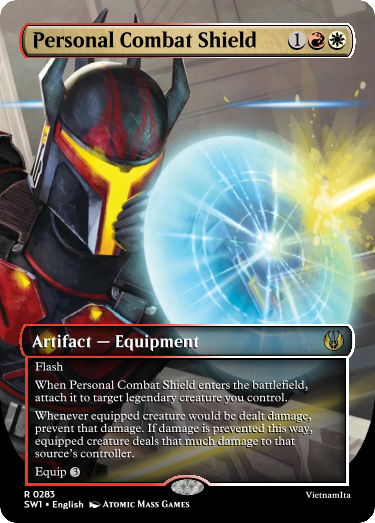 Personal Combat Shield 1
Artifact — Equipment
Flash
When Personal Combat Shield enters the battlefield,
attach it to target legendary creature you control.
Whenever equipped creature would be dealt damage,
prevent that damage. If damage is prevented this way,
equipped creature deals that much damage to that
source's controller.
Equip 3
R 0283
SW1 • English Atomic Mass Games
VietnamIta